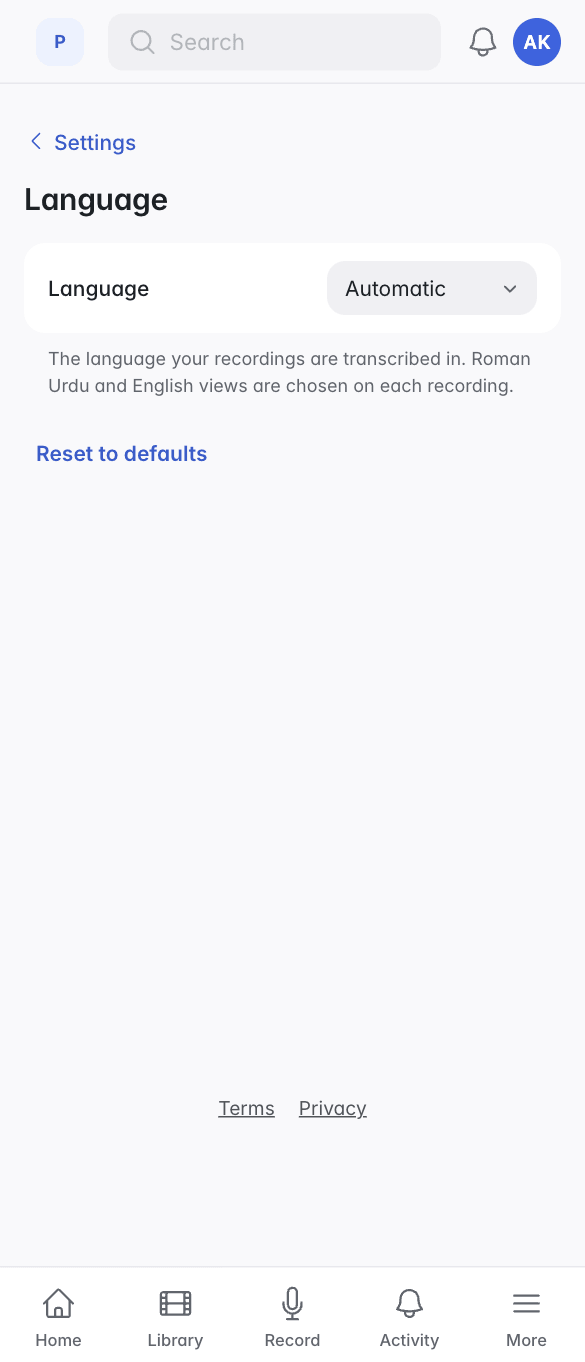 P
Search
AK
Settings
Language
Language
Automatic
The language your recordings are transcribed in. Roman
Urdu and English views are chosen on each recording.
Reset to defaults
Terms Privacy
Home Library Record Activity More